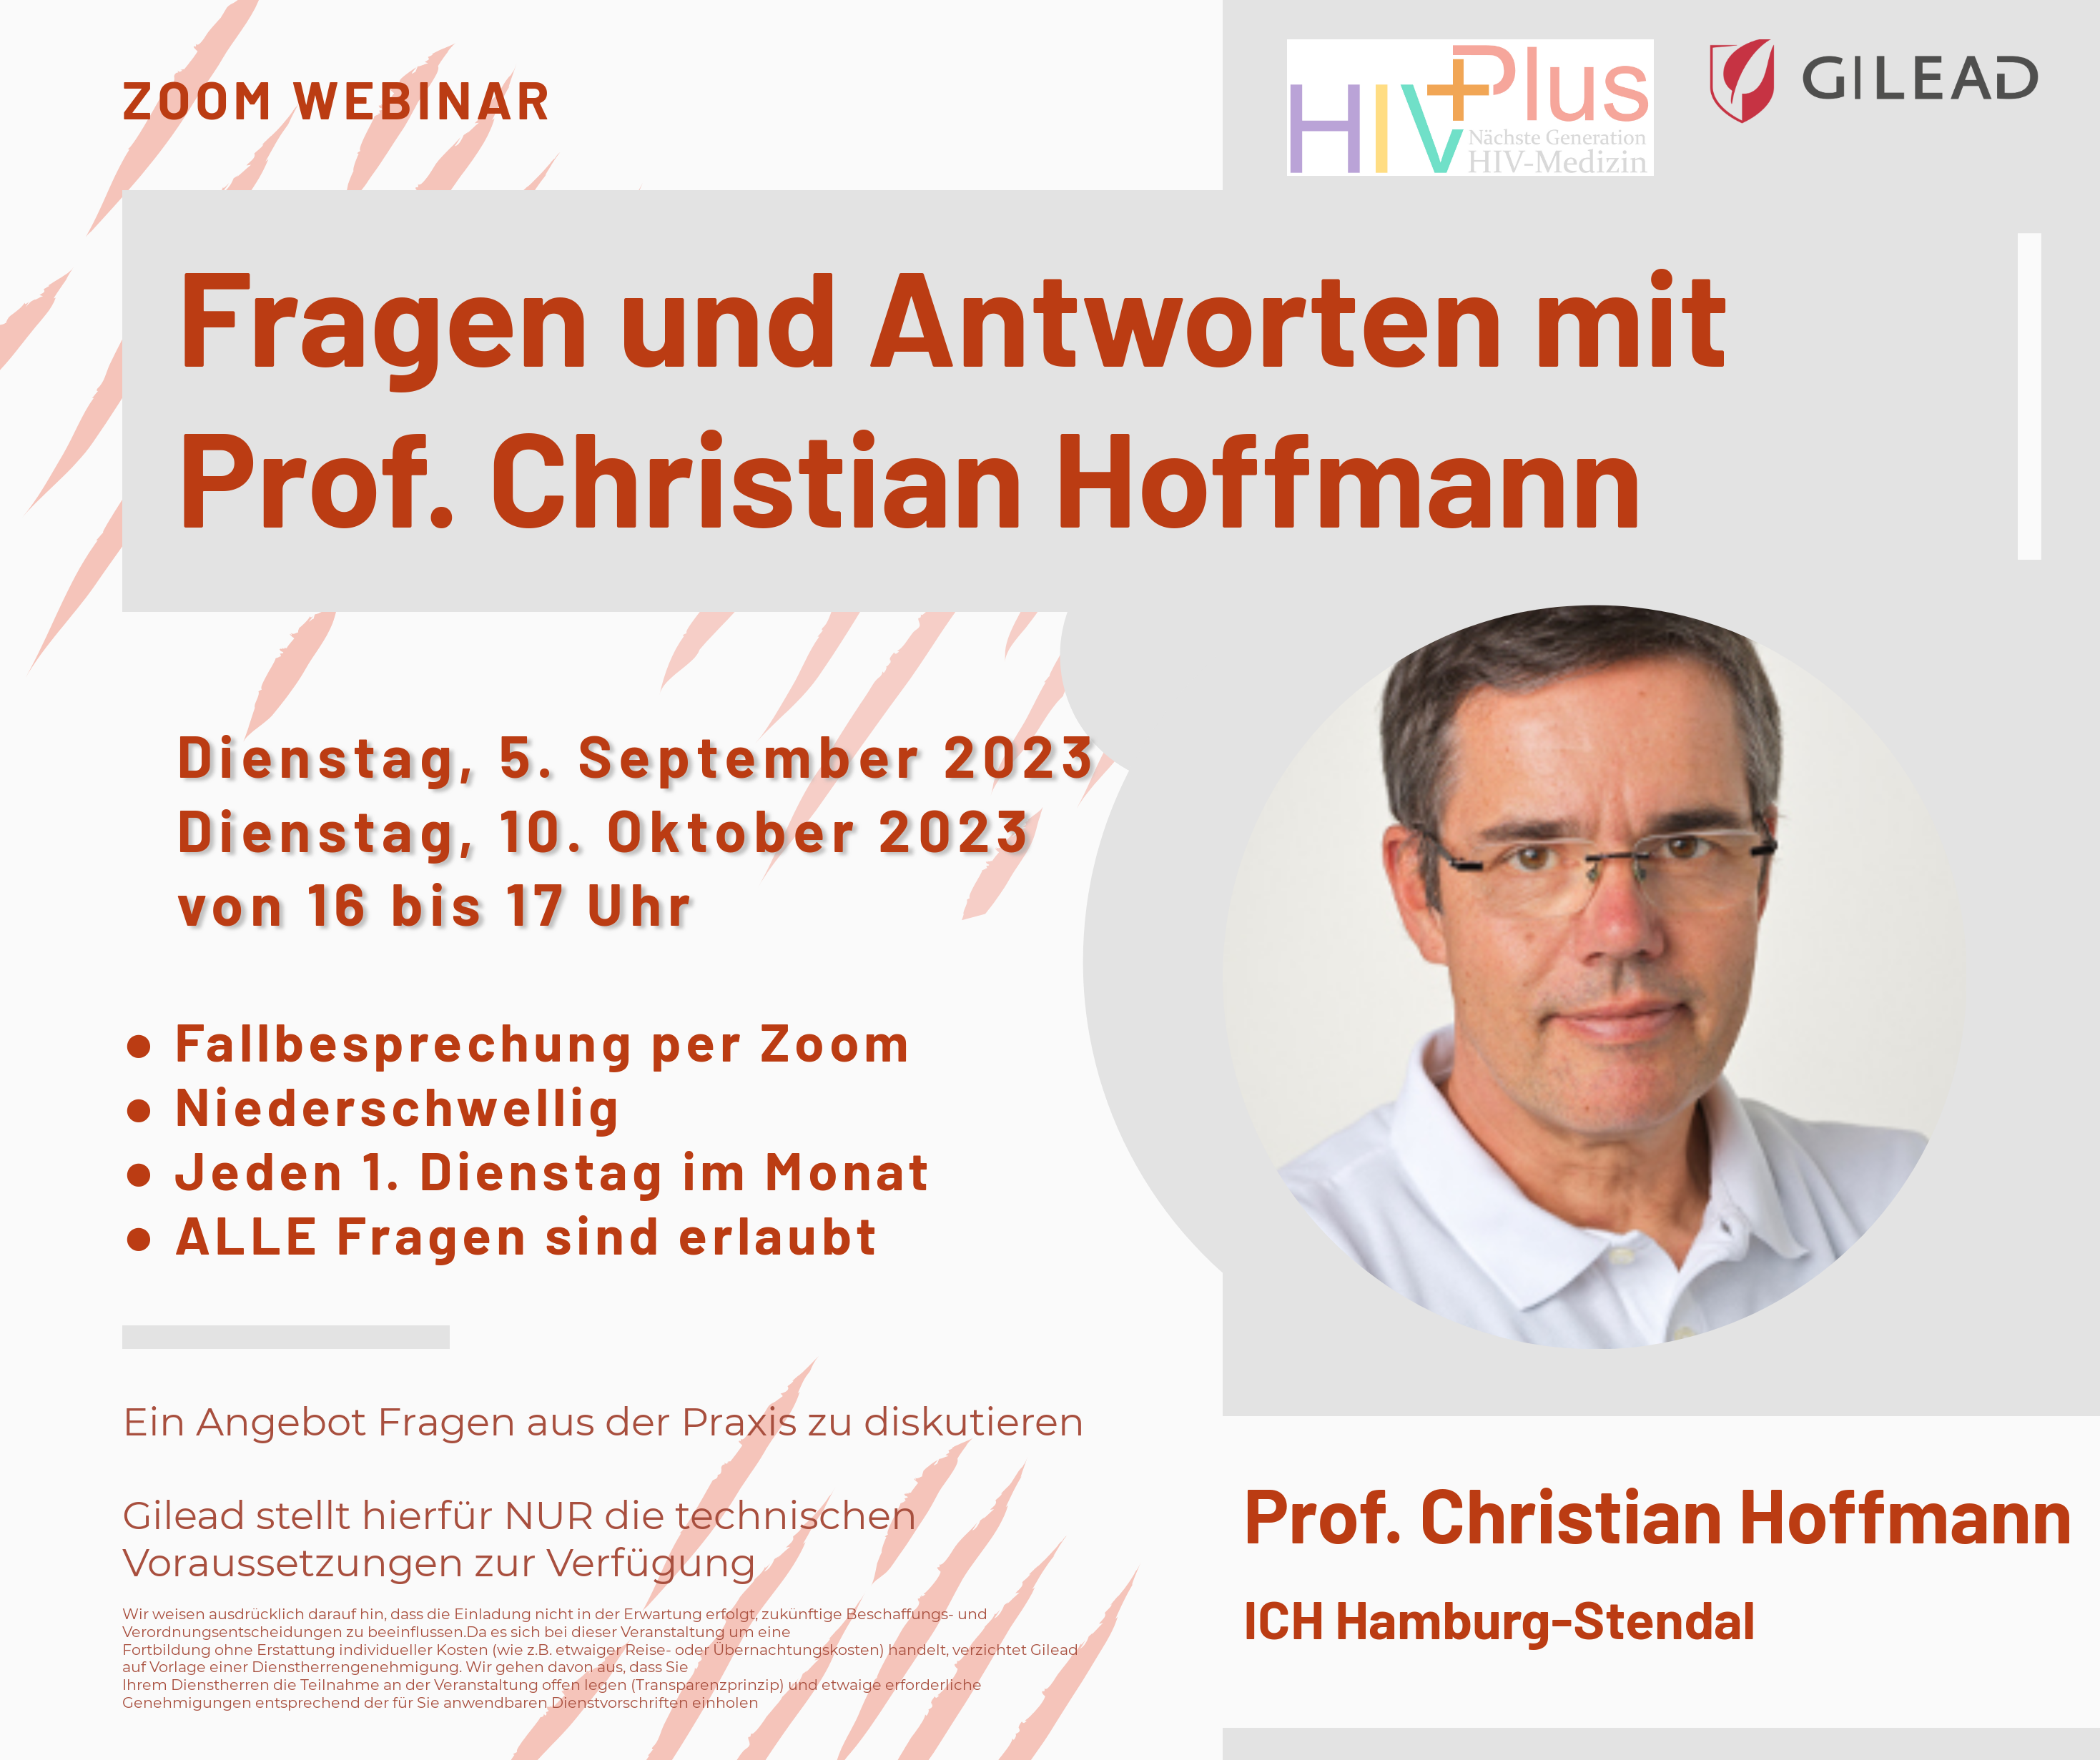 ZOOM WEBINAR
HIV+Plus
Nächste Generation
HIV-Medizin
GILEAD
Fragen und Antworten mit
Prof. Christian Hoffmann
Dienstag, 5. September 2023
Dienstag, 10. Oktober 2023
von 16 bis 17 Uhr
• Fallbesprechung per Zoom
• Niederschwellig
• Jeden 1. Dienstag im Monat
• ALLE Fragen sind erlaubt
Ein Angebot Fragen aus der Praxis zu diskutieren
Gilead stellt hierfür NUR die technischen
Voraussetzungen zur Verfügung
Wir weisen ausdrücklich darauf hin, dass die Einladung nicht in der Erwartung erfolgt, zukünftige Beschaffungs- und
Verordnungsentscheidungen zu beeinflussen.Da es sich bei dieser Veranstaltung um eine
Fortbildung ohne Erstattung individueller Kosten (wie z.B. etwaiger Reise- oder Übernachtungskosten) handelt, verzichtet Gilead
auf Vorlage einer Dienstherrengenehmigung. Wir gehen davon aus, dass Sie
Ihrem Dienstherren die Teilnahme an der Veranstaltung offen legen (Transparenzprinzip) und etwaige erforderliche
Genehmigungen entsprechend der für Sie anwendbaren Dienstvorschriften einholen
Prof. Christian Hoffmann
ICH Hamburg-Stendal